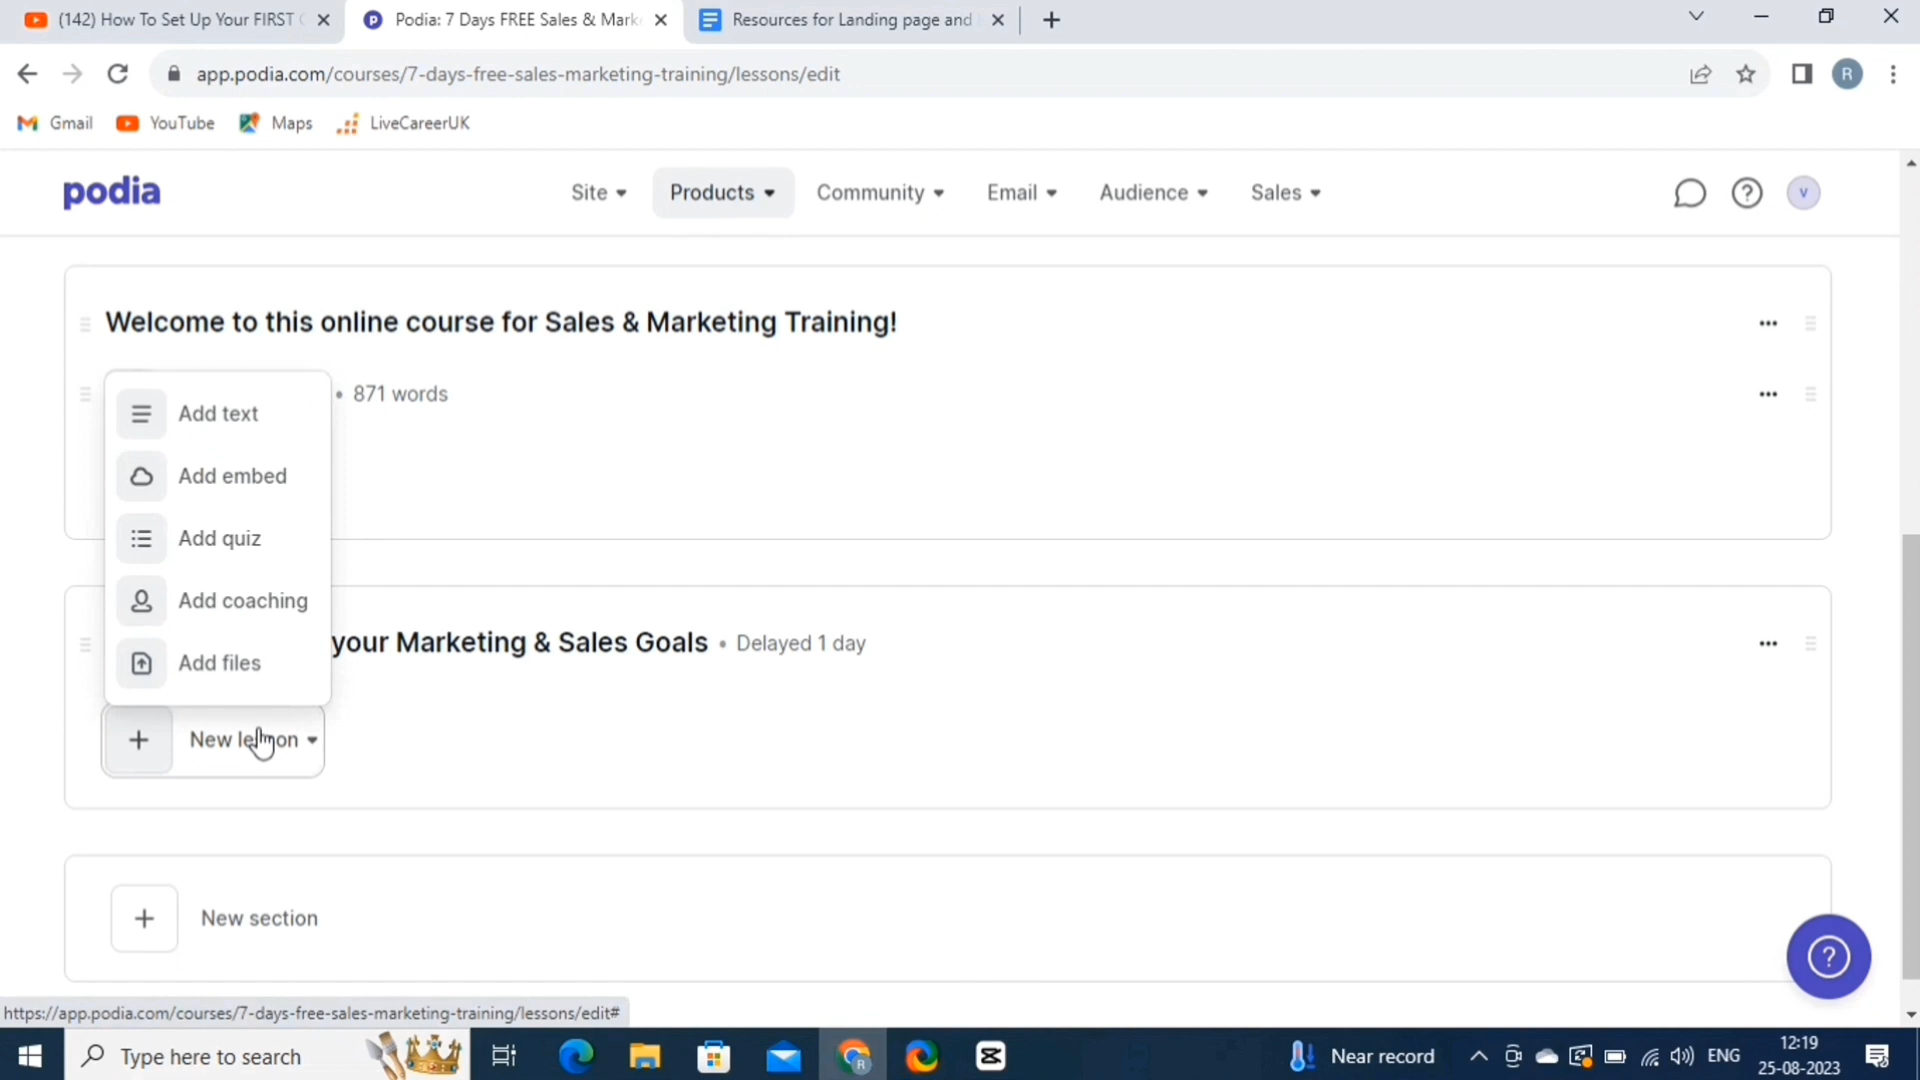 (142) How To Set Up Your FIRST
Podia: 7 Days FREE Sales & Mark
Resources for Landing page and
app.podia.com/courses/7-days-free-sales-marketing-training/lessons/edit
R
Gmail
YouTube
Maps
LiveCareerUK
podia
Site
Products
Community
Email
Audience
Sales
V
Welcome to this online course for Sales & Marketing Training!
• 871 words
Add text
Add embed
Add quiz
Add coaching
Add files
your Marketing & Sales Goals • Delayed 1 day
New lesson
New section
https://app.podia.com/courses/7-days-free-sales-marketing-training/lessons/edit#
Type here to search
Near record
ENG
12:19
25-08-2023